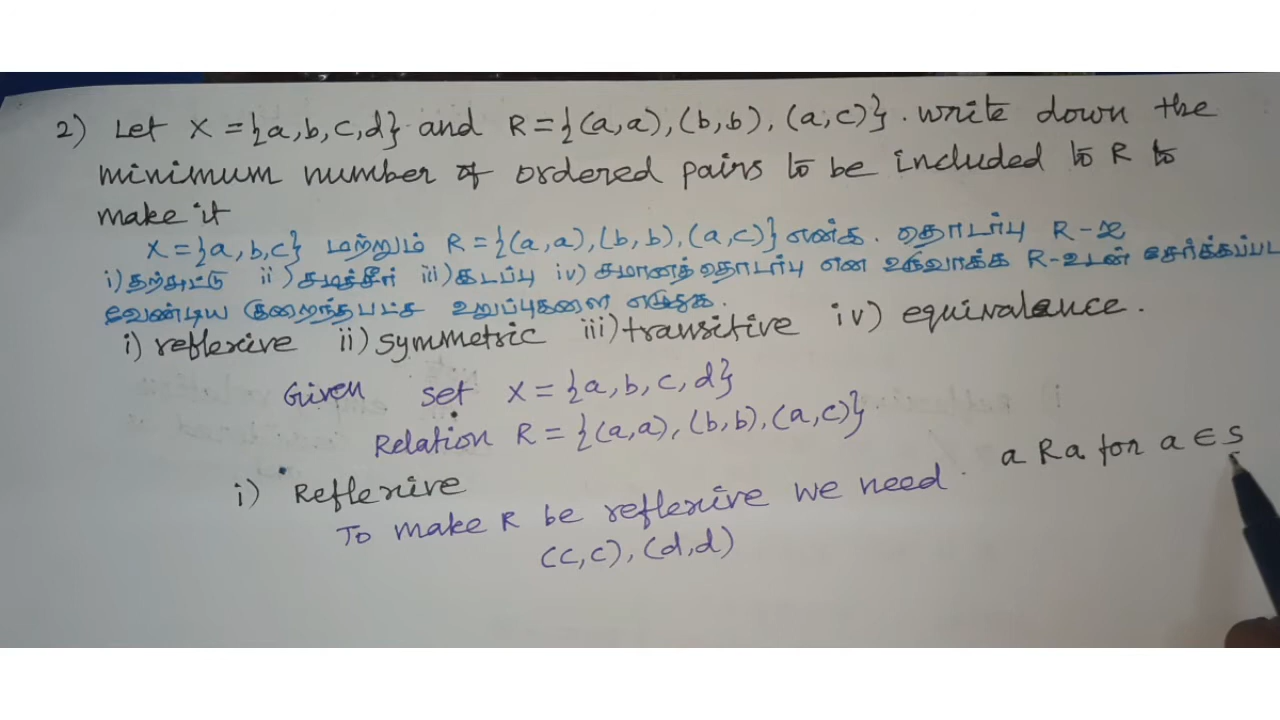 2) Let X = {a, b, c, d} and R = {(a, a), (b, b), (a, c)}. write down the
minimum number of ordered pairs to be included to R to
make it
X = {a, b, c} மற்றும் R = {(a, a), (b, b), (a, c)} என்க. தொடர்பு R-ஐ
i) தற்சுட்டு ii) சமச்சீர் iii) கடப்பு iv) சமானத் தொடர்பு என உருவாக்க R-உடன் சேர்க்கப்பட
வேண்டிய குறைந்தபட்ச உறுப்புகளை எழுதுக.
i) reflexive ii) symmetric iii) transitive iv) equivalence.
Given set X = {a, b, c, d}
Relation R = {(a, a), (b, b), (a, c)}
i) Reflexive a Ra for a ∈ S
To make R be reflexive we need
(c, c), (d, d)